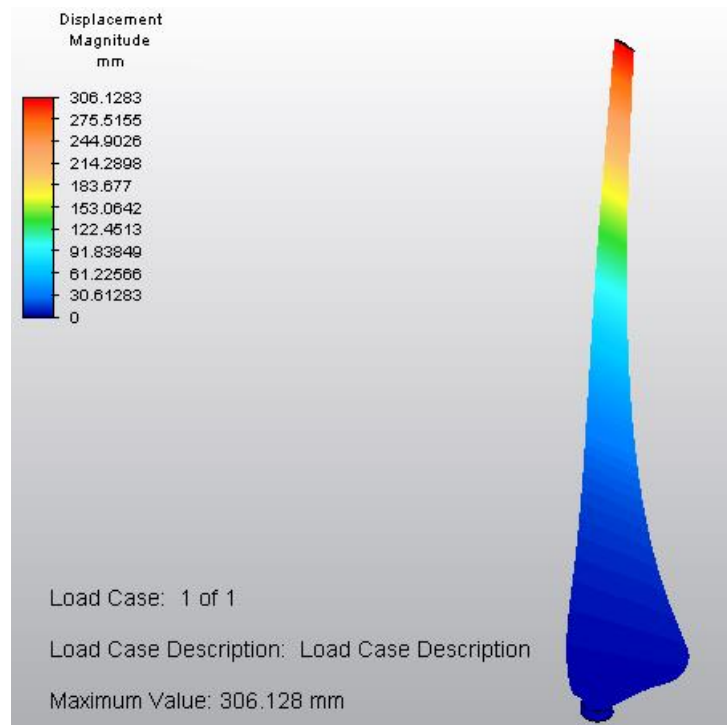 Displacement
Magnitude
mm
306.1283
275.5155
244.9026
214.2898
183.677
153.0642
122.4513
91.83849
61.22566
30.61283
0
Load Case: 1 of 1
Load Case Description: Load Case Description
Maximum Value: 306.128 mm